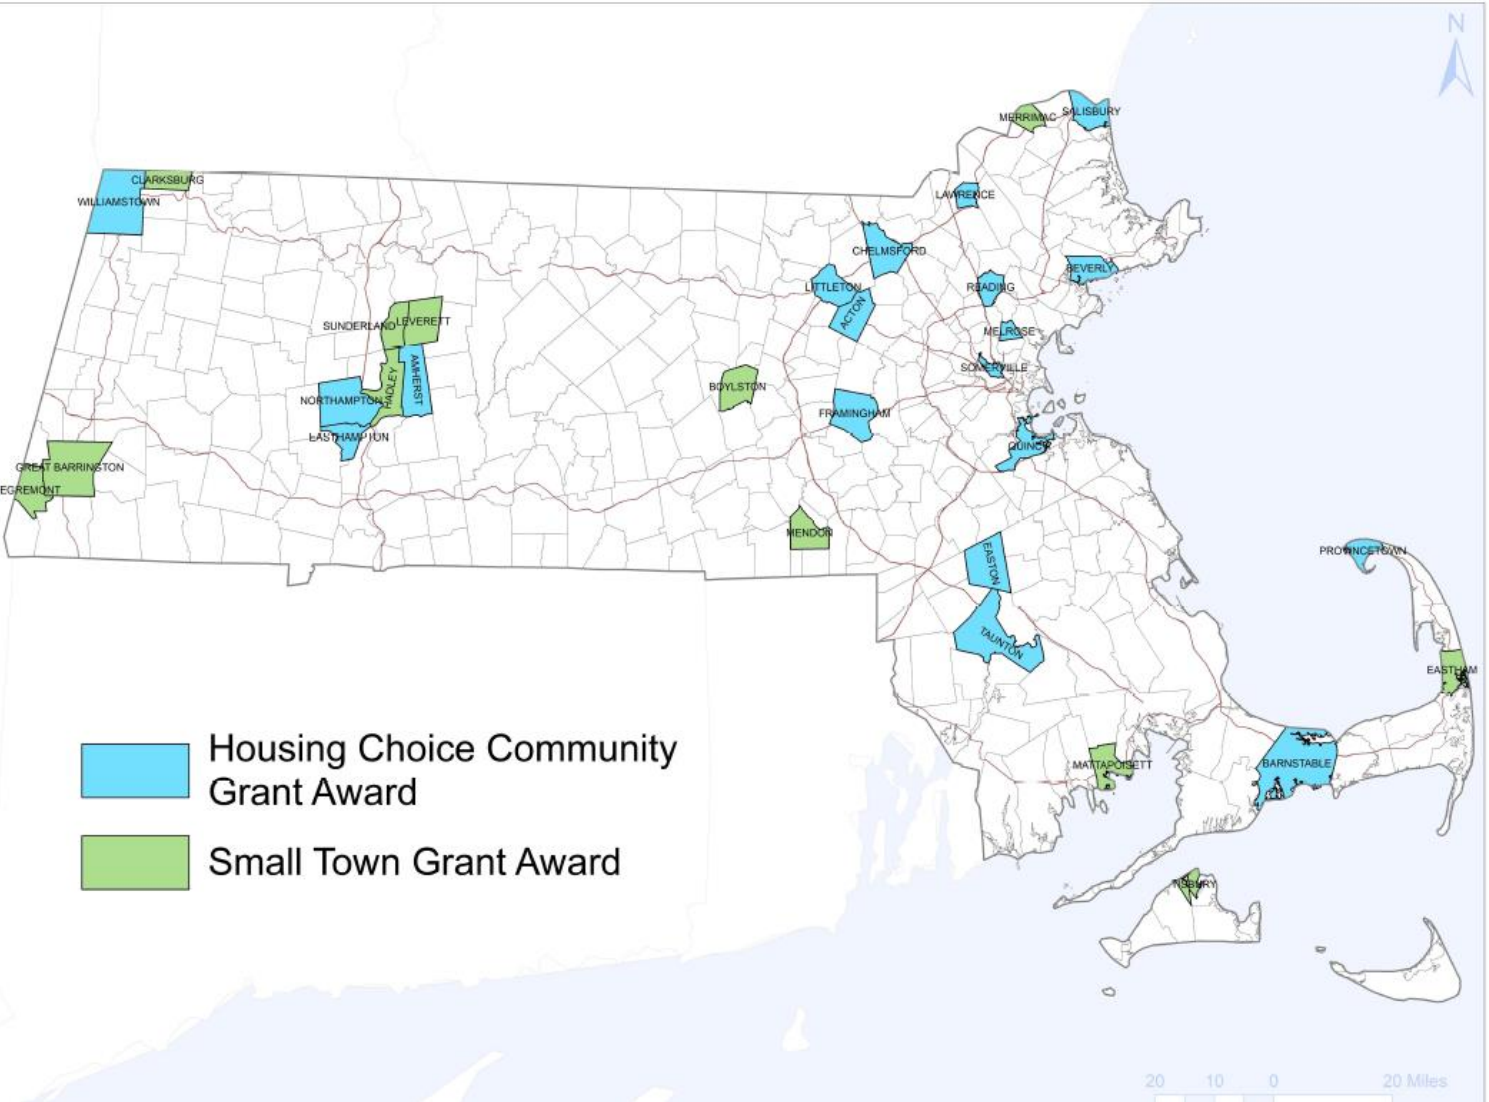 N
SALISBURY
MERRIMAC
CLARKSBURG
WILLIAMSTOWN
LAWRENCE
CHELMSFORD
BEVERLY
LITTLETON
READING
ACTON
SUNDERLAND
LEVERETT
MELROSE
SOMERVILLE
AMHERST
HADLEY
BOYLSTON
NORTHAMPTON
FRAMINGHAM
EASTHAMPTON
QUINCY
GREAT BARRINGTON
EGREMONT
MENDON
EASTON
PROVINCETOWN
TAUNTON
EASTHAM
Housing Choice Community
Grant Award
MATTAPOISETT
BARNSTABLE
Small Town Grant Award
NSBURY
20 10 0 20 Miles